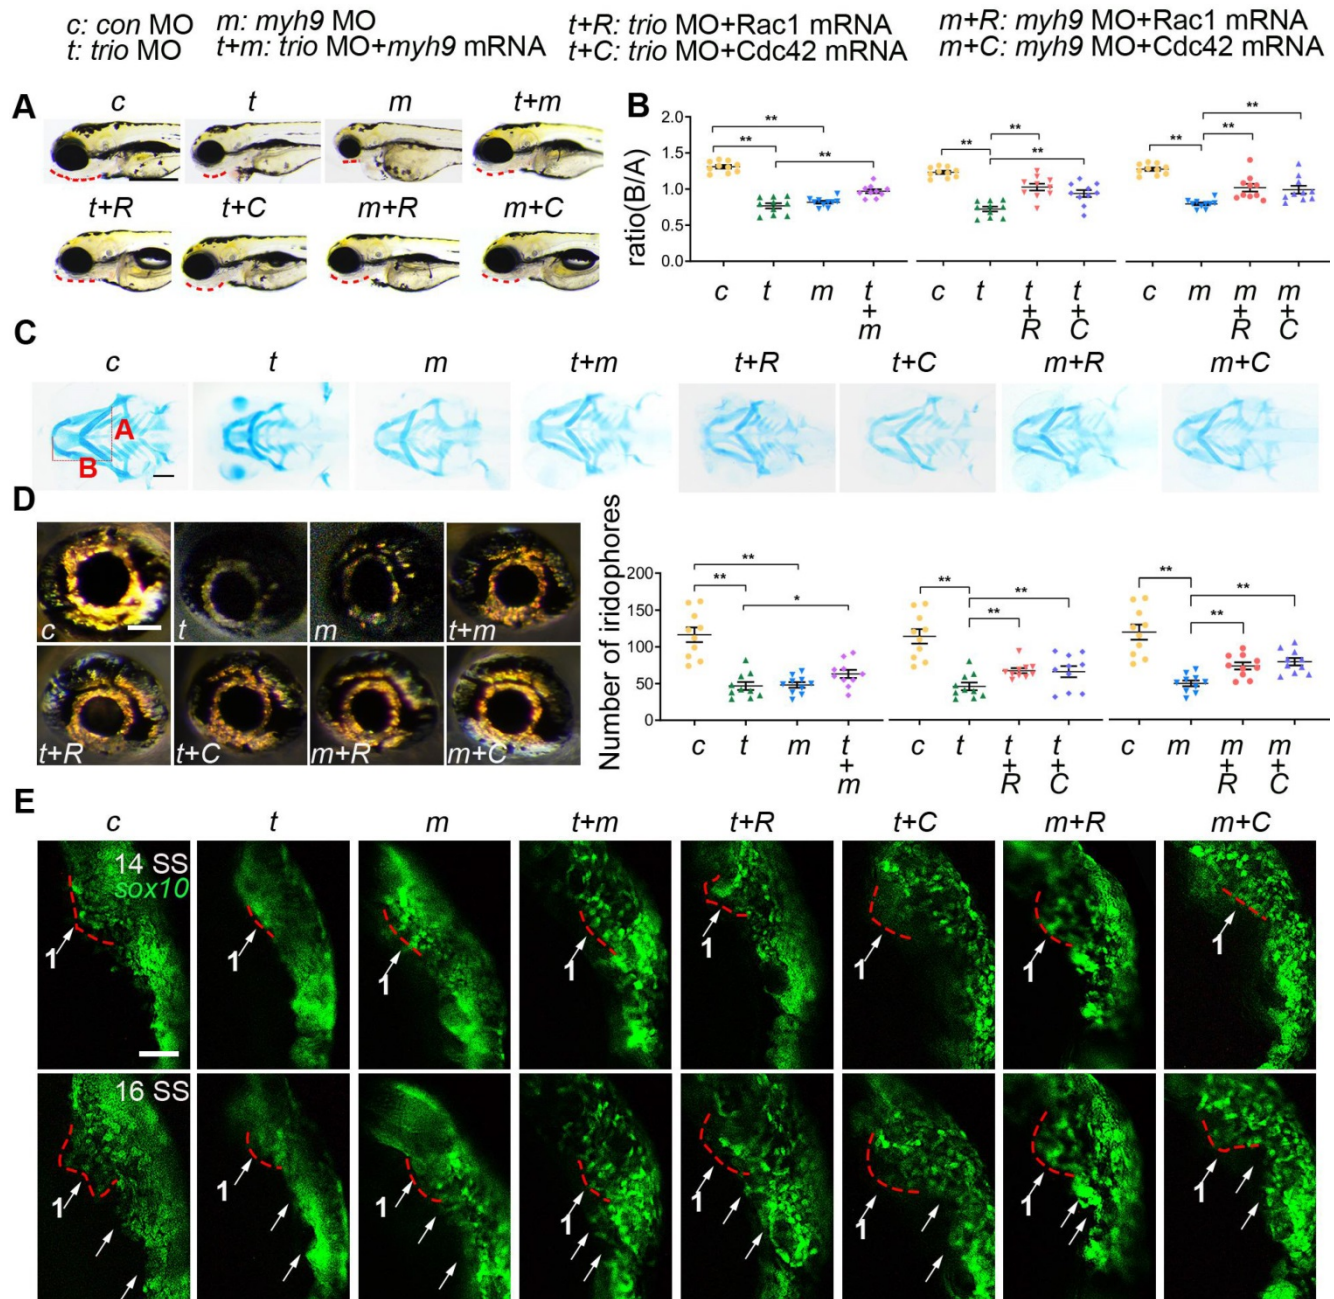 c: con MO
t: trio MO
m: myh9 MO
t+m: trio MO+myh9 mRNA
t+R: trio MO+Rac1 mRNA
t+C: trio MO+Cdc42 mRNA
m+R: myh9 MO+Rac1 mRNA
m+C: myh9 MO+Cdc42 mRNA
A
c t m t+m
t+R t+C m+R m+C
B
ratio(B/A)
2.0
1.5
1.0
0.5
0.0
** ** **
** ** **
** ** **
c t m t+m
c t t+R t+C
c m m+R m+C
C
c t m t+m t+R t+C m+R m+C
A
B
D
c t m t+m
t+R t+C m+R m+C
Number of iridophores
200
150
100
50
0
** ** *
** ** **
** ** **
c t m t+m
c t t+R t+C
c m m+R m+C
E
c t m t+m t+R t+C m+R m+C
14 SS
sox10
1 1 1 1 1 1 1 1
16 SS
1 1 1 1 1 1 1 1